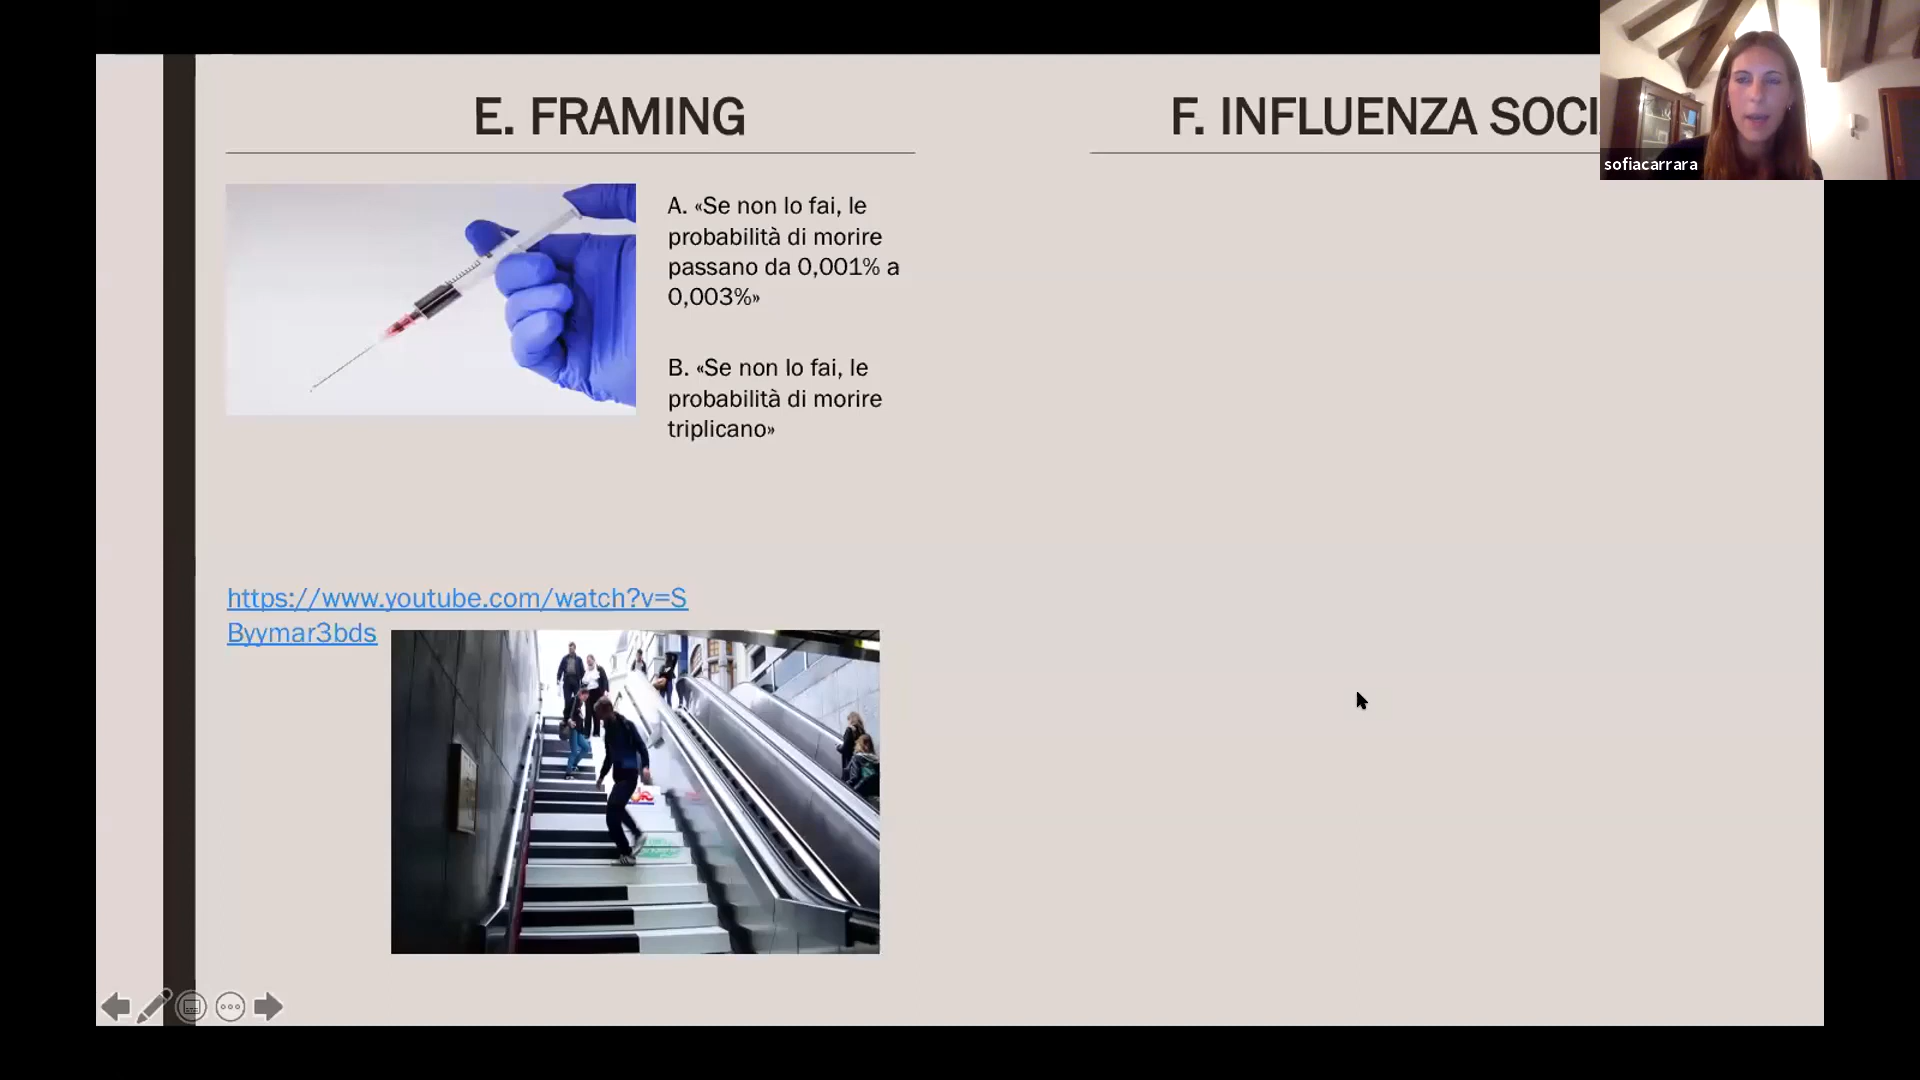 E. FRAMING
A. «Se non lo fai, le
probabilità di morire
passano da 0,001% a
0,003%»
B. «Se non lo fai, le
probabilità di morire
triplicano»
https://www.youtube.com/watch?v=S
Byymar3bds
F. INFLUENZA SOCI
sofiacarrara